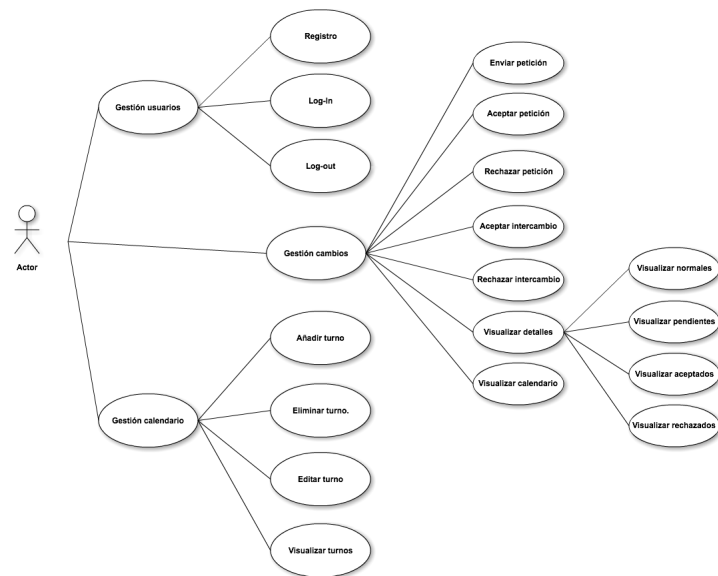 Registro
Gestión usuarios
Log-In
Log-out
Enviar petición
Aceptar petición
Rechazar petición
Actor
Gestión cambios
Aceptar intercambio
Rechazar intercambio
Visualizar detalles
Visualizar calendario
Visualizar normales
Visualizar pendientes
Visualizar aceptados
Visualizar rechazados
Gestión calendario
Añadir turno
Eliminar turno.
Editar turno
Visualizar turnos